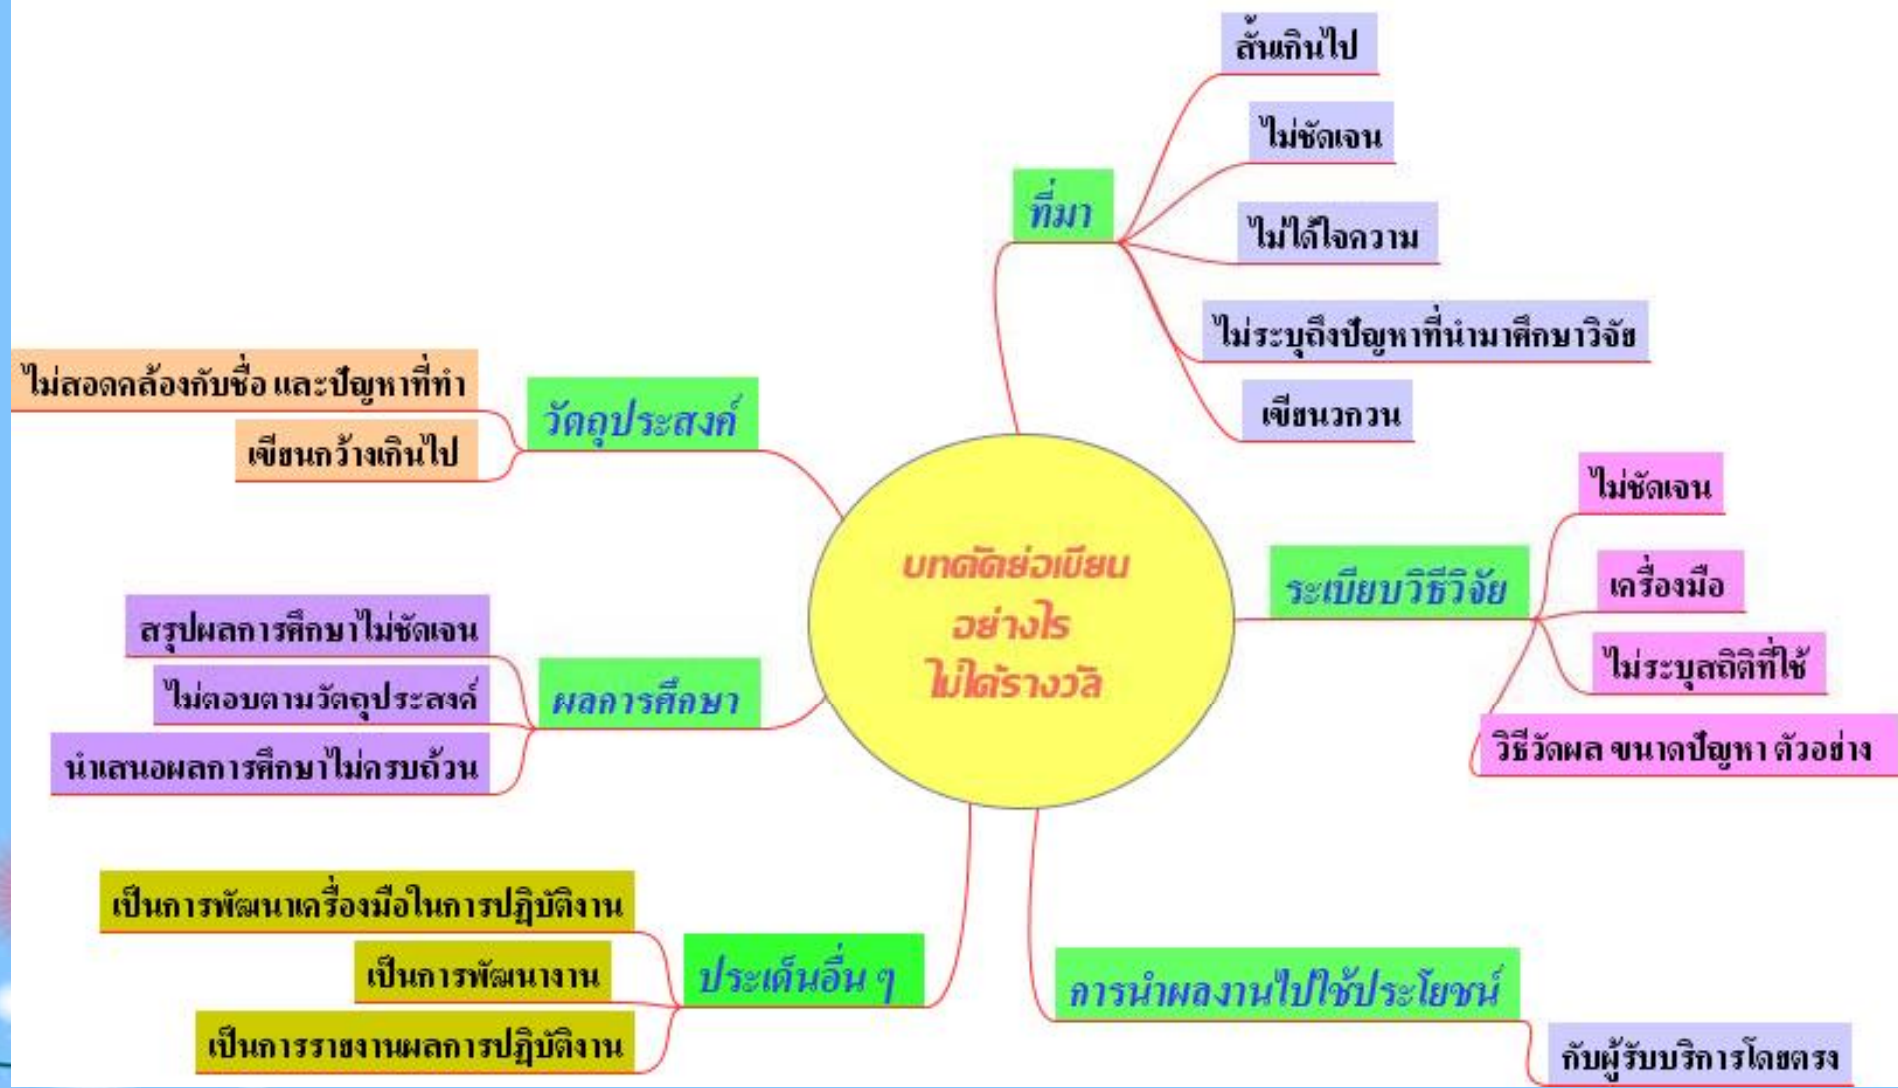 บทคัดย่อเขียน
อย่างไร
ไม่ได้รางวัล
ที่มา
สั้นเกินไป
ไม่ชัดเจน
ไม่ได้ใจความ
ไม่ระบุถึงปัญหาที่นำมาศึกษาวิจัย
เขียนวกวน
ระเบียบวิธีวิจัย
ไม่ชัดเจน
เครื่องมือ
ไม่ระบุสถิติที่ใช้
วิธีวัดผล ขนาดปัญหา ตัวอย่าง
การนำผลงานไปใช้ประโยชน์
กับผู้รับบริการโดยตรง
วัตถุประสงค์
ไม่สอดคล้องกับชื่อ และปัญหาที่ทำ
เขียนกว้างเกินไป
ผลการศึกษา
สรุปผลการศึกษาไม่ชัดเจน
ไม่ตอบตามวัตถุประสงค์
นำเสนอผลการศึกษาไม่ครบถ้วน
ประเด็นอื่น ๆ
เป็นการพัฒนาเครื่องมือในการปฏิบัติงาน
เป็นการพัฒนางาน
เป็นการรายงานผลการปฏิบัติงาน